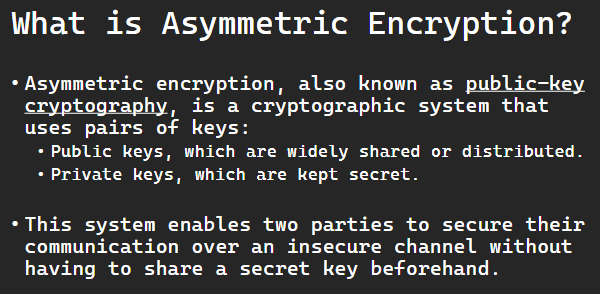 What is Asymmetric Encryption?
• Asymmetric encryption, also known as public-key
cryptography, is a cryptographic system that
uses pairs of keys:
• Public keys, which are widely shared or distributed.
• Private keys, which are kept secret.
• This system enables two parties to secure their
communication over an insecure channel without
having to share a secret key beforehand.